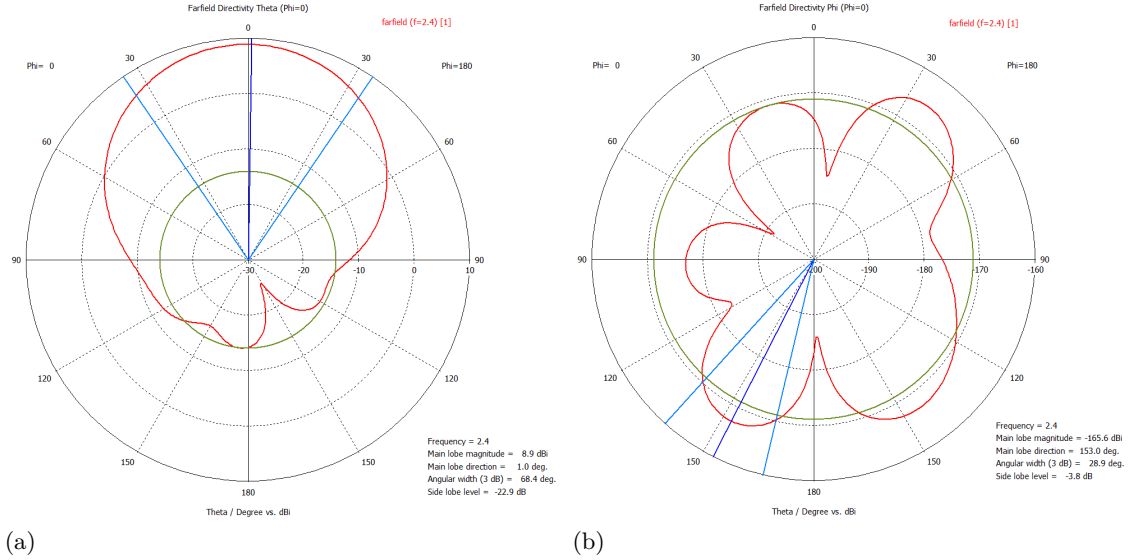 Farfield Directivity Theta (Phi=0)
farfield (f=2.4) [1]
Phi= 0
Phi=180
0
30
30
60
60
90
90
-30
-20
-10
0
10
120
120
150
150
180
Frequency = 2.4
Main lobe magnitude = 8.9 dBi
Main lobe direction = 1.0 deg.
Angular width (3 dB) = 68.4 deg.
Side lobe level = -22.9 dB
Theta / Degree vs. dBi
(a)
Farfield Directivity Phi (Phi=0)
farfield (f=2.4) [1]
Phi= 0
Phi=180
0
30
30
60
60
90
90
-200
-190
-180
-170
-160
120
120
150
150
180
Frequency = 2.4
Main lobe magnitude = -165.6 dBi
Main lobe direction = 153.0 deg.
Angular width (3 dB) = 28.9 deg.
Side lobe level = -3.8 dB
Theta / Degree vs. dBi
(b)